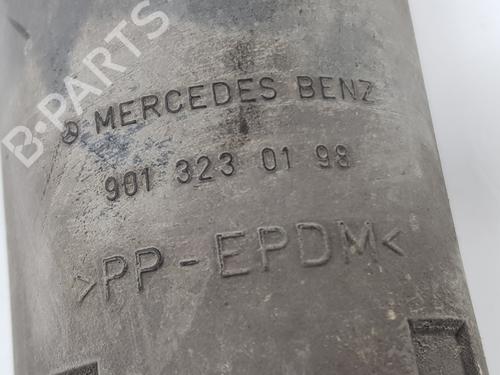 B-PARTS
MERCEDES BENZ
901 323 01 98
>PP-EPDM<